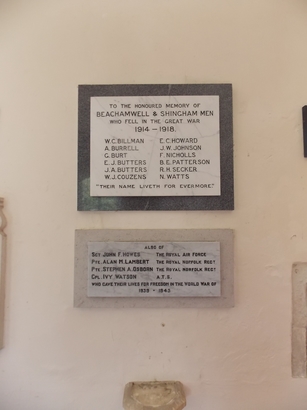 TO THE HONOURED MEMORY OF
BEACHAMWELL & SHINGHAM MEN
WHO FELL IN THE GREAT WAR
1914 – 1918.
W. C. BILLMAN E. C. HOWARD
A. BURRELL J. W. JOHNSON
G. BURT F. NICHOLLS
E. J. BUTTERS B. E. PATTERSON
J. A. BUTTERS R. H. SECKER
W. J. COUZENS N. WATTS
"THEIR NAME LIVETH FOR EVERMORE"
ALSO OF
SGT JOHN F. HOWES THE ROYAL AIR FORCE
PTE. ALAN M. LAMBERT THE ROYAL NORFOLK REGT
PTE. STEPHEN A. OSBORN THE ROYAL NORFOLK REGT
CPL. IVY WATSON A.T.S.
WHO GAVE THEIR LIVES FOR FREEDOM IN THE WORLD WAR OF
1939 – 1945